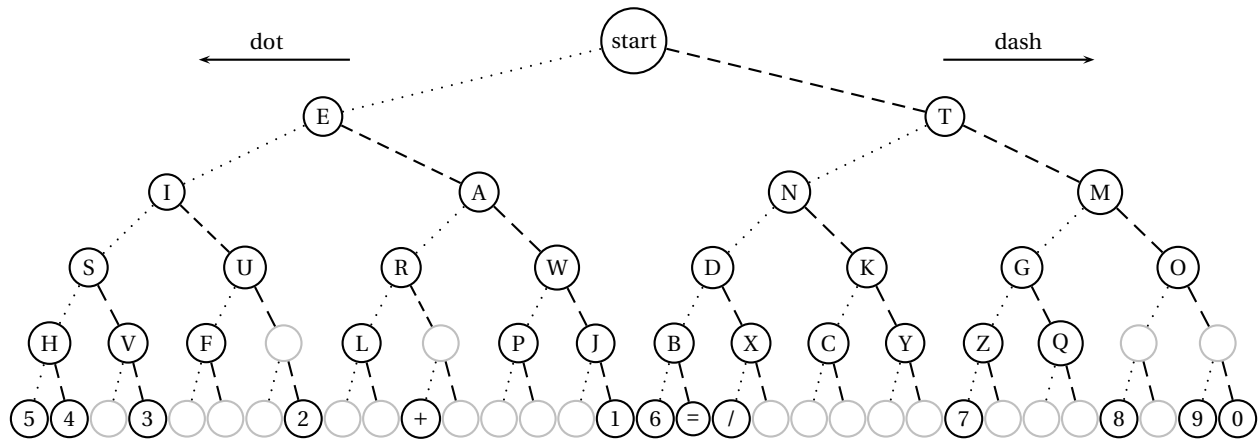 start
dot dash
E T
I A N M
S U R W D K G O
H V F L P J B X C Y Z Q
5 4 3 2 + 1 6 = / 7 8 9 0